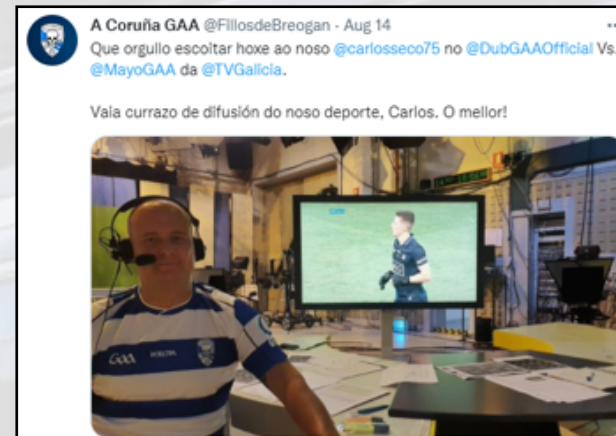 A Coruña GAA @FillosdeBreogan · Aug 14
Que orgullo escoitar hoxe ao noso @carlosseco75 no @DubGAAOfficial Vs.
@MayoGAA da @TVGalicia.
Vaia currazo de difusión do noso deporte, Carlos. O mellor!
Gaa